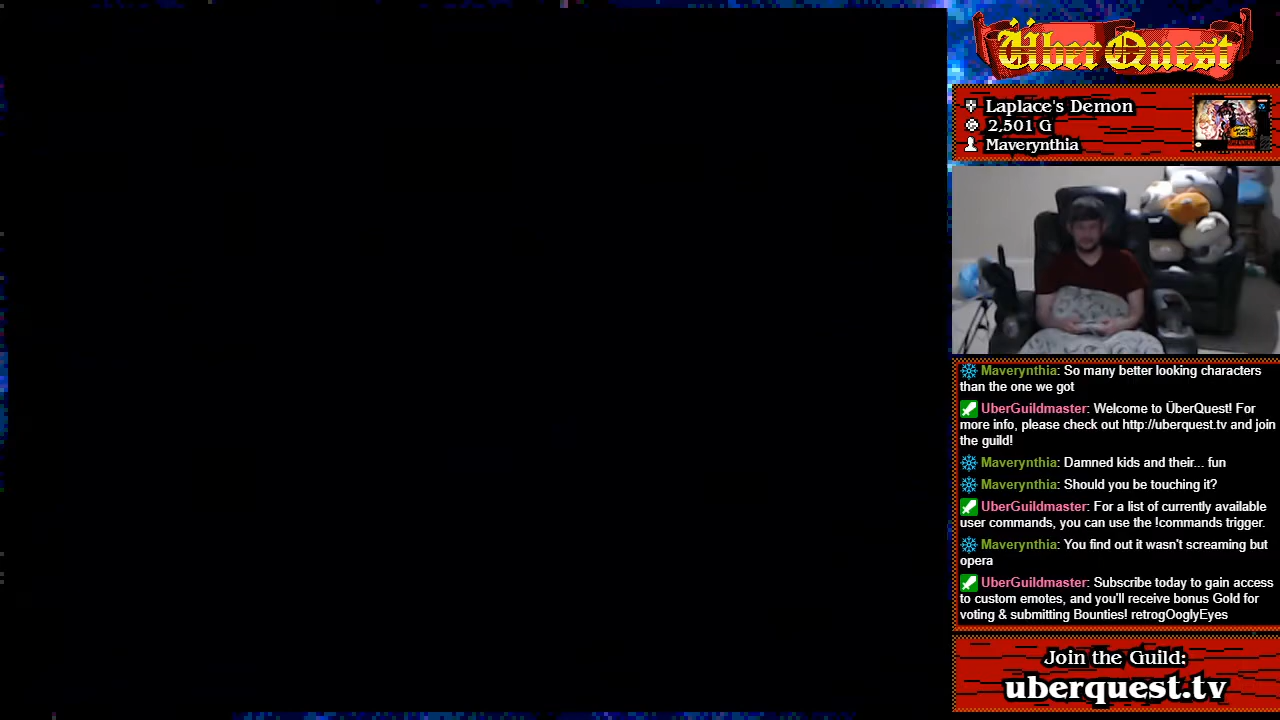 ÜberQuest
Laplace's Demon
2,501 G
Maverynthia
Maverynthia: So many better looking characters
than the one we got
UberGuildmaster: Welcome to ÜberQuest! For
more info, please check out http://uberquest.tv and join
the guild!
Maverynthia: Damned kids and their... fun
Maverynthia: Should you be touching it?
UberGuildmaster: For a list of currently available
user commands, you can use the !commands trigger.
Maverynthia: You find out it wasn't screaming but
opera
UberGuildmaster: Subscribe today to gain access
to custom emotes, and you'll receive bonus Gold for
voting & submitting Bounties! retrogOoglyEyes
Join the Guild:
uberquest.tv